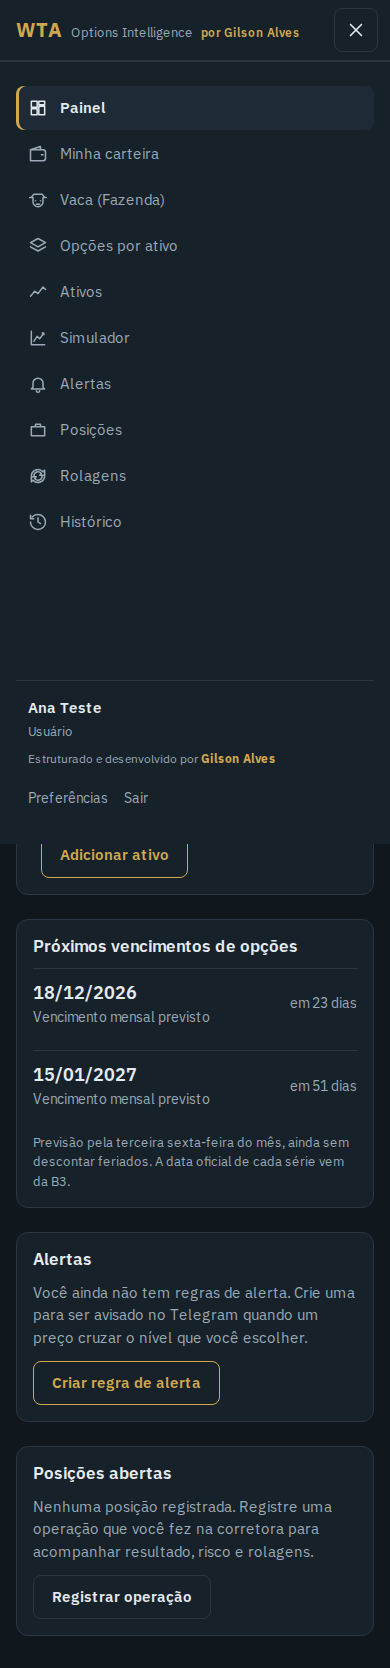 WTA Options Intelligence por Gilson Alves
Painel
Minha carteira
Vaca (Fazenda)
Opções por ativo
Ativos
Simulador
Alertas
Posições
Rolagens
Histórico
Ana Teste
Usuário
Estruturado e desenvolvido por Gilson Alves
Preferências Sair
Adicionar ativo
Próximos vencimentos de opções
18/12/2026
Vencimento mensal previsto
em 23 dias
15/01/2027
Vencimento mensal previsto
em 51 dias
Previsão pela terceira sexta-feira do mês, ainda sem
descontar feriados. A data oficial de cada série vem
da B3.
Alertas
Você ainda não tem regras de alerta. Crie uma
para ser avisado no Telegram quando um
preço cruzar o nível que você escolher.
Criar regra de alerta
Posições abertas
Nenhuma posição registrada. Registre uma
operação que você fez na corretora para
acompanhar resultado, risco e rolagens.
Registrar operação